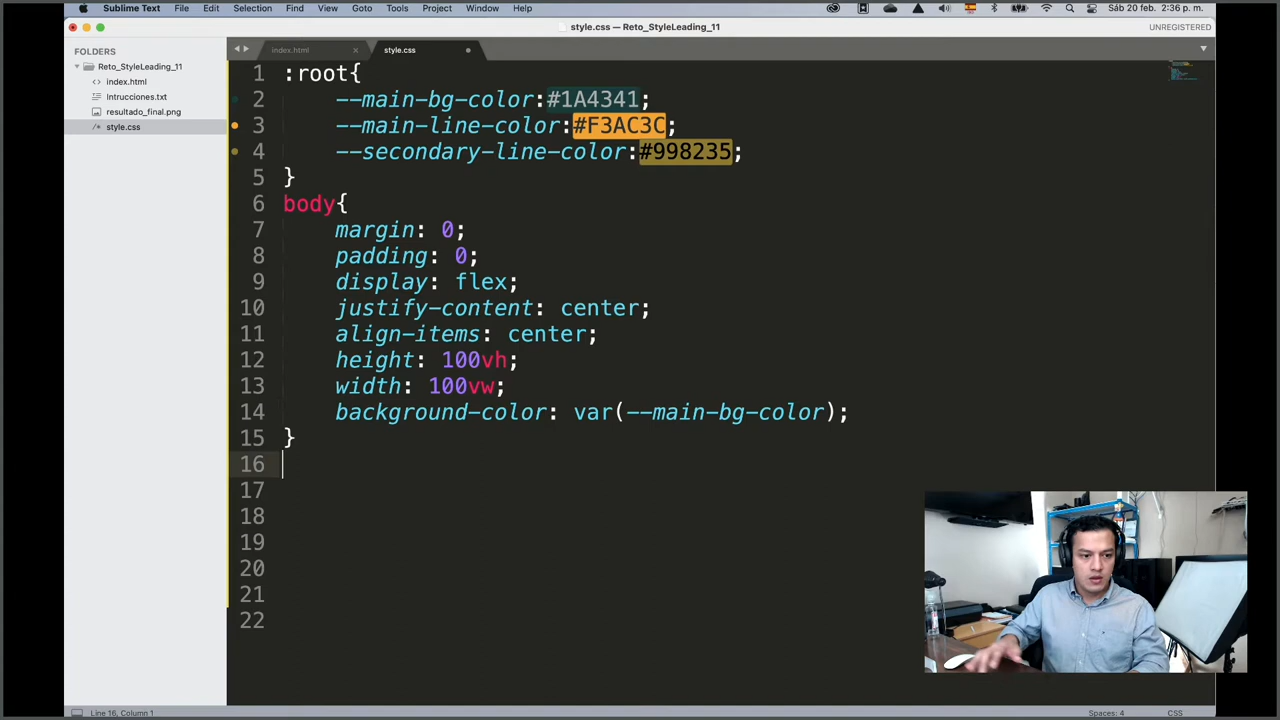 Sublime Text File Edit Selection Find View Goto Tools Project Window Help Sáb 20 feb. 2:36 p. m.
style.css — Reto_StyleLeading_11 UNREGISTERED
FOLDERS
Reto_StyleLeading_11
index.html
Intrucciones.txt
resultado_final.png
style.css
index.html style.css
1 :root{
2 --main-bg-color:#1A4341;
3 --main-line-color:#F3AC3C;
4 --secondary-line-color:#998235;
5 }
6 body{
7 margin: 0;
8 padding: 0;
9 display: flex;
10 justify-content: center;
11 align-items: center;
12 height: 100vh;
13 width: 100vw;
14 background-color: var(--main-bg-color);
15 }
16
17
18
19
20
21
22
Line 16, Column 1 Spaces: 4 CSS